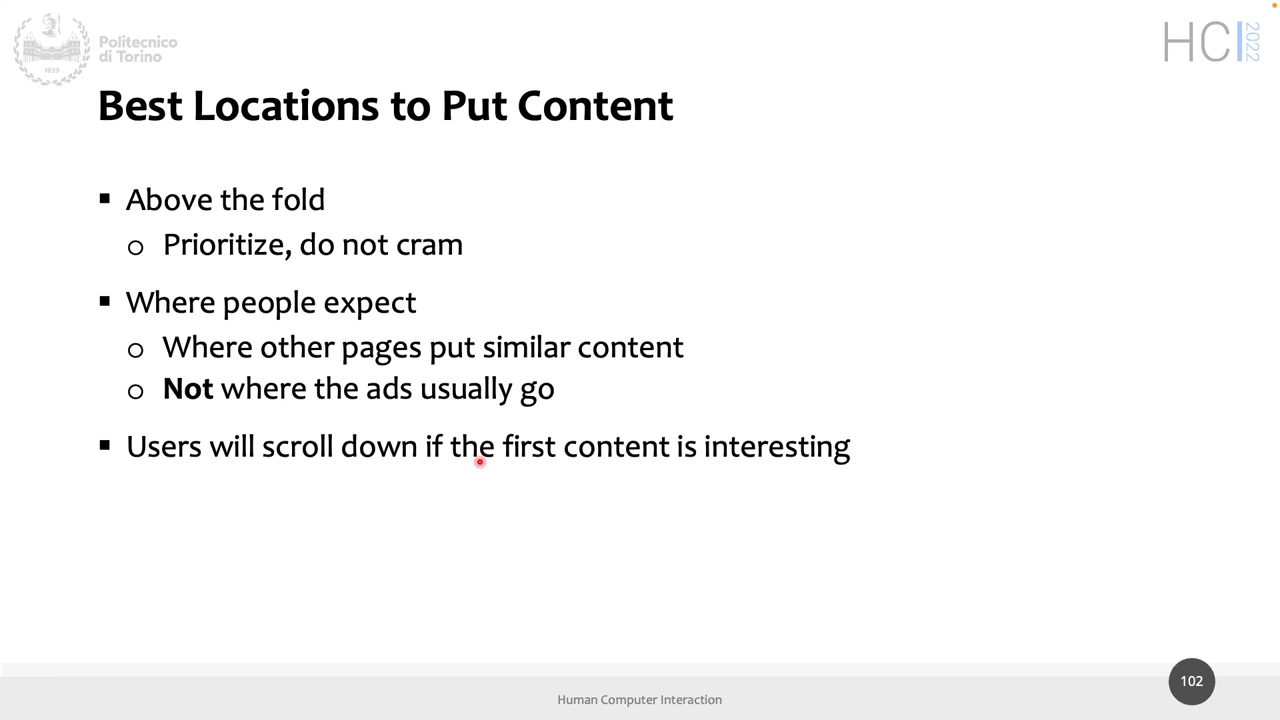 Politecnico
di Torino
1859
HCI 2022
Best Locations to Put Content
▪ Above the fold
o Prioritize, do not cram
▪ Where people expect
o Where other pages put similar content
o Not where the ads usually go
▪ Users will scroll down if the first content is interesting
Human Computer Interaction
102